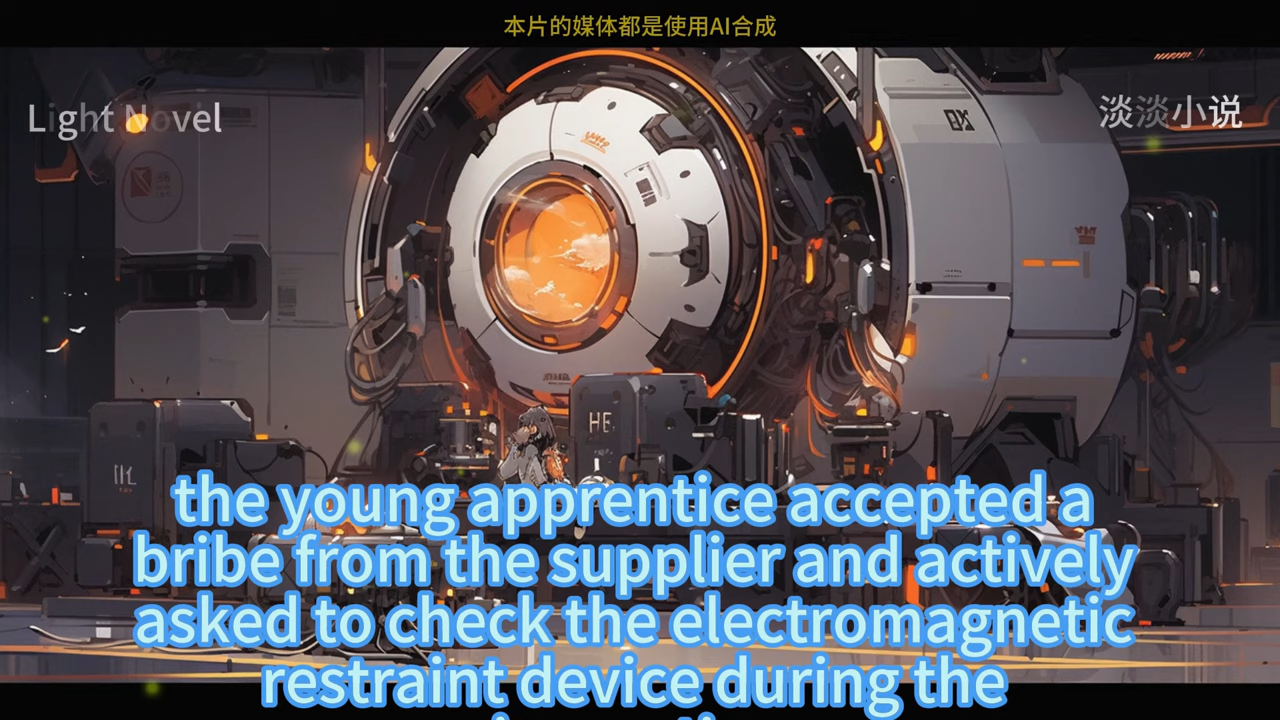 本片的媒体都是使用AI合成
Light Novel
淡淡小说
HE
the young apprentice accepted a
bribe from the supplier and actively
asked to check the electromagnetic
restraint device during the